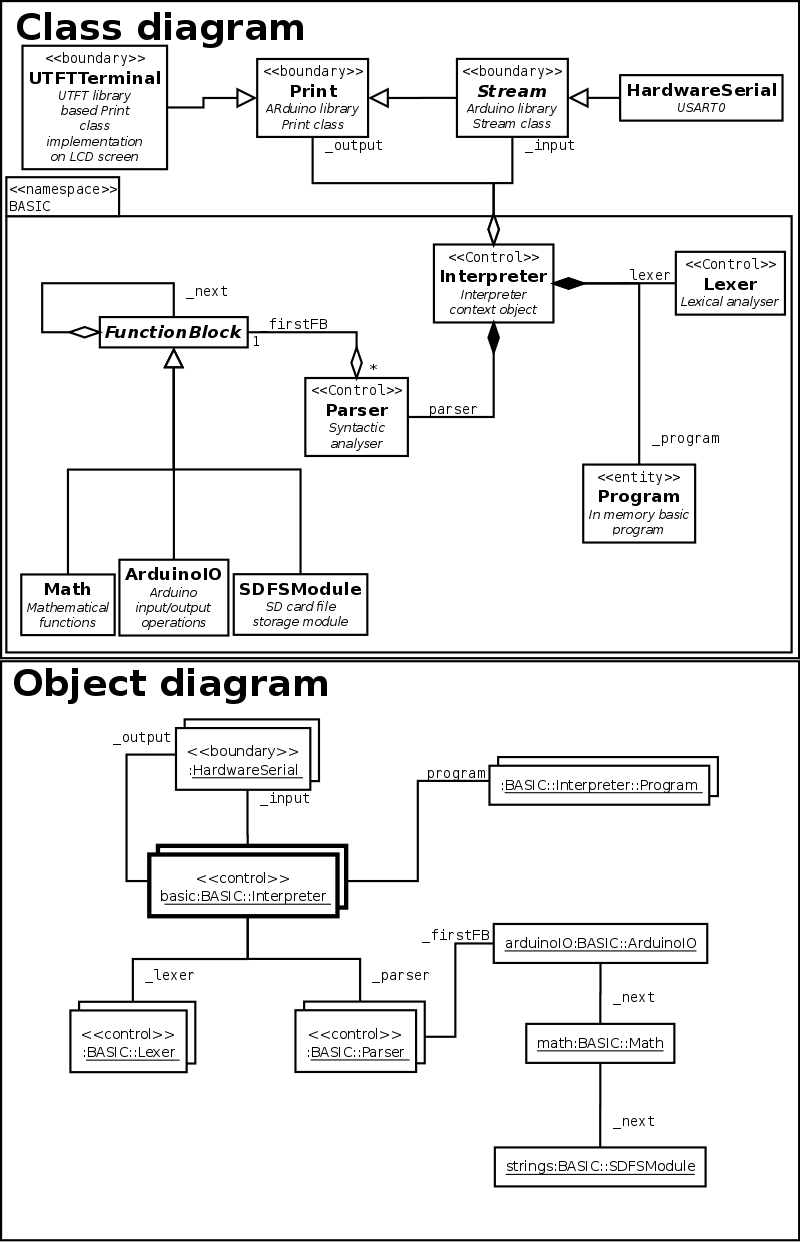 Class diagram
<<boundary>>
UTFTTerminal
UTFT library
based Print
class
implementation
on LCD screen
<<boundary>>
Print
ARduino library
Print class
<<boundary>>
Stream
Arduino library
Stream class
HardwareSerial
USART0
_output
_input
<<namespace>>
BASIC
<<Control>>
Interpreter
Interpreter
context object
lexer
<<Control>>
Lexer
Lexical analyser
_next
FunctionBlock
1
firstFB
*
<<Control>>
Parser
Syntactic
analyser
parser
_program
<<entity>>
Program
In memory basic
program
Math
Mathematical
functions
ArduinoIO
Arduino
input/output
operations
SDFSModule
SD card file
storage module
Object diagram
_output
<<boundary>>
:HardwareSerial
_input
program
:BASIC::Interpreter::Program
<<control>>
basic:BASIC::Interpreter
_firstFB
arduinoIO:BASIC::ArduinoIO
_lexer
_parser
_next
<<control>>
:BASIC::Lexer
<<control>>
:BASIC::Parser
math:BASIC::Math
_next
strings:BASIC::SDFSModule